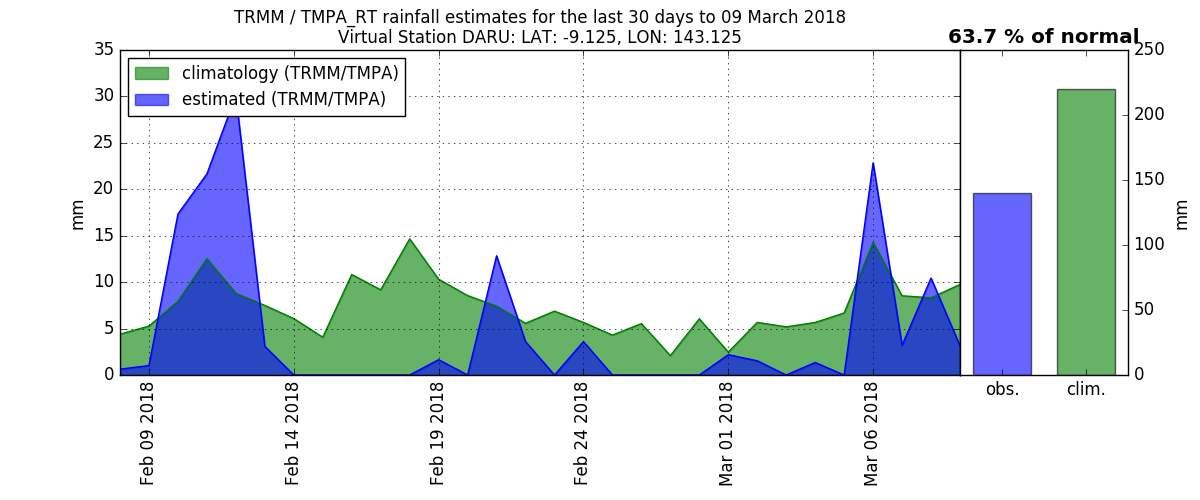 TRMM / TMPA_RT rainfall estimates for the last 30 days to 09 March 2018
Virtual Station DARU: LAT: -9.125, LON: 143.125
63.7 % of normal
climatology (TRMM/TMPA)
estimated (TRMM/TMPA)
35
30
25
20
15
10
5
0
mm
Feb 09 2018
Feb 14 2018
Feb 19 2018
Feb 24 2018
Mar 01 2018
Mar 06 2018
250
200
150
100
50
0
mm
obs.
clim.